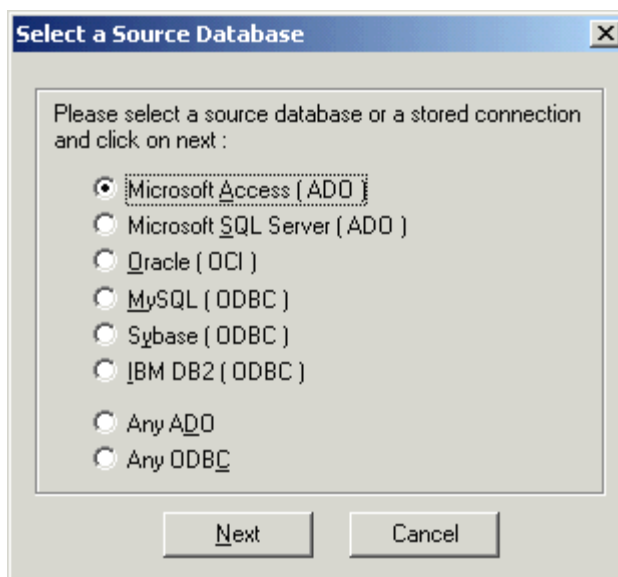 Select a Source Database
Please select a source database or a stored connection
and click on next :
Microsoft Access ( ADO )
Microsoft SQL Server ( ADO )
Oracle ( OCI )
MySQL ( ODBC )
Sybase ( ODBC )
IBM DB2 ( ODBC )
Any ADO
Any ODBC
Next
Cancel